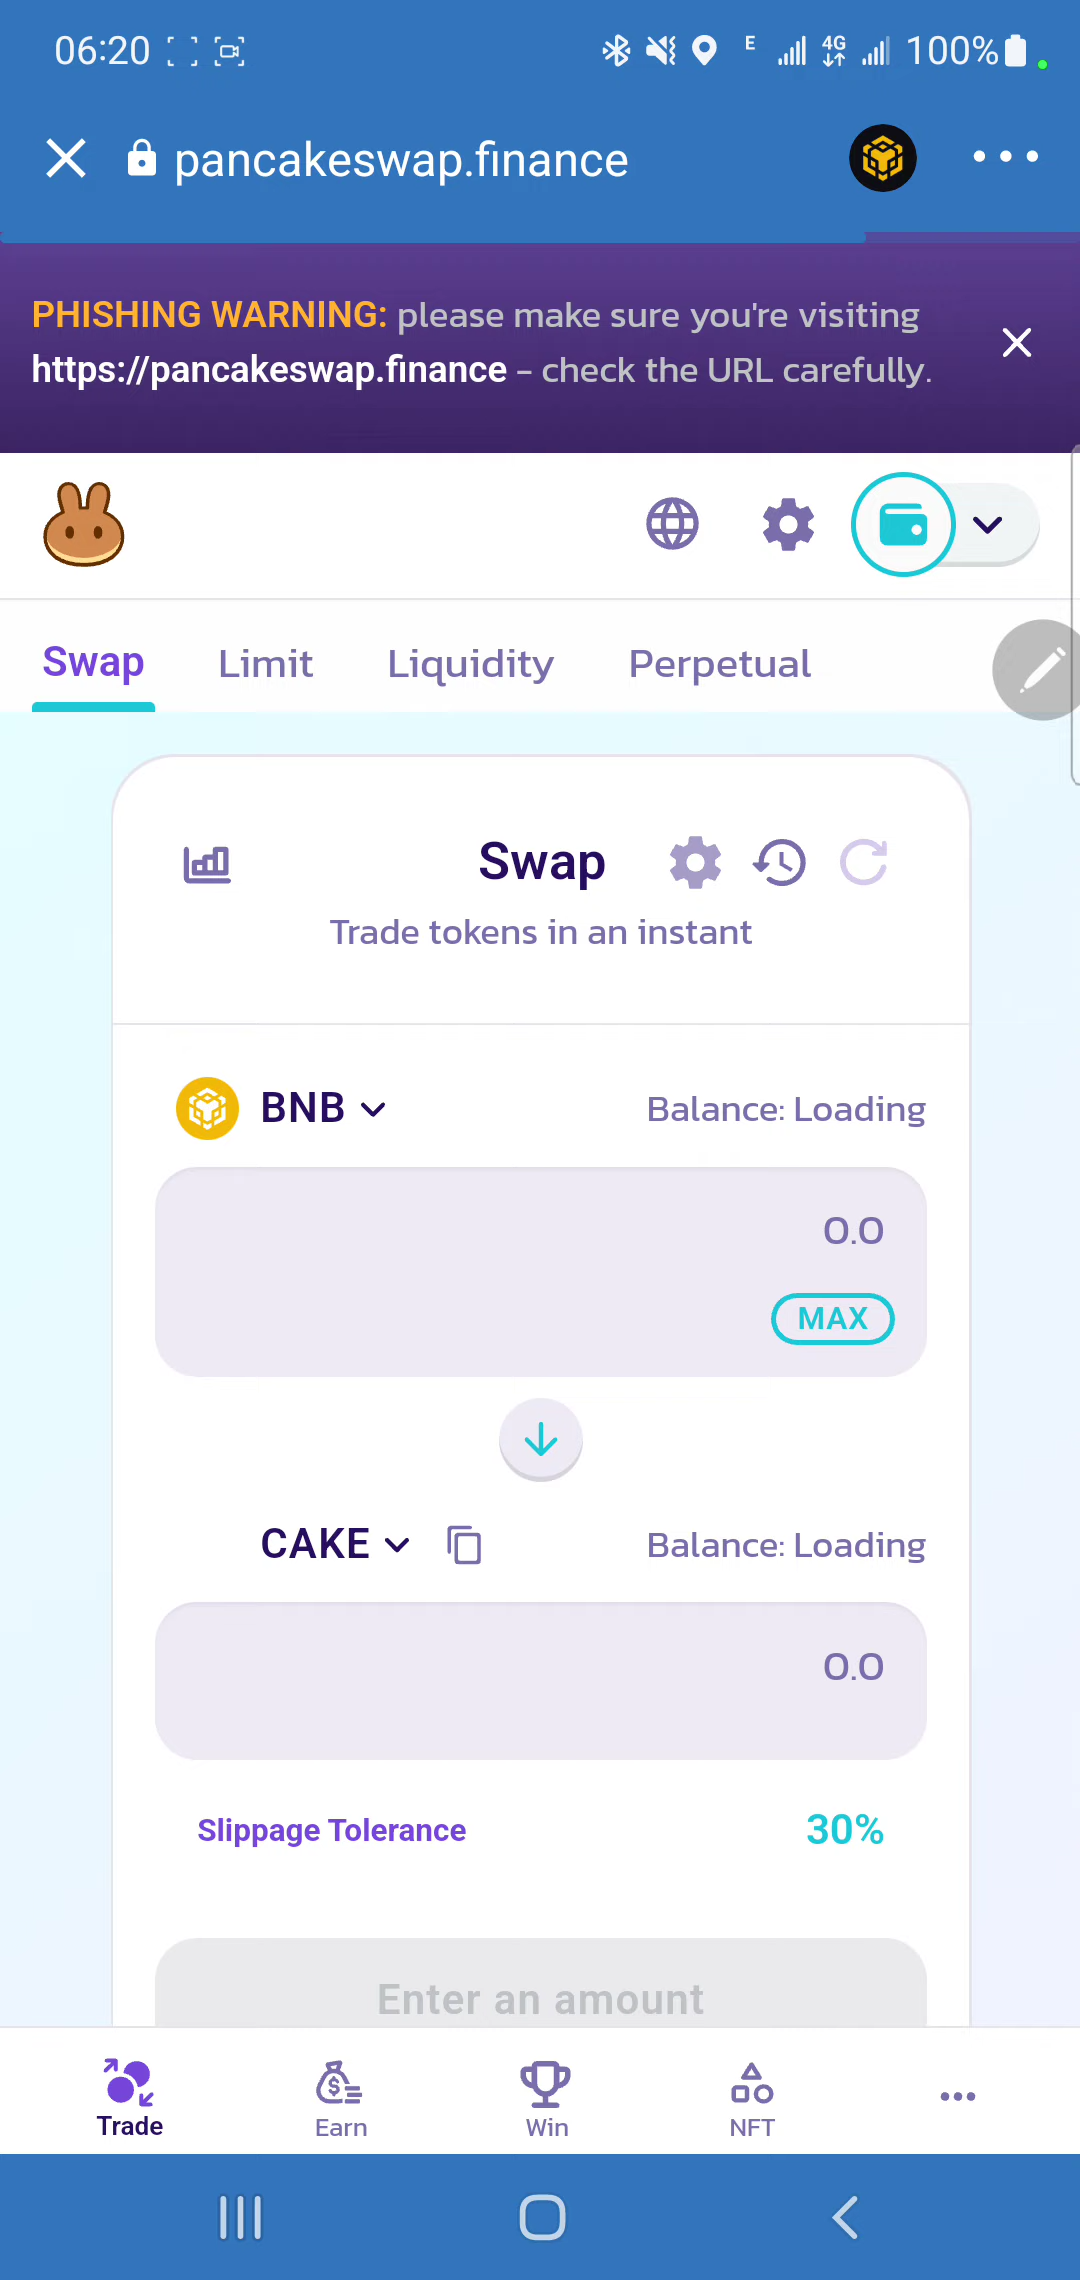 06:20
E 4G 100%
pancakeswap.finance
PHISHING WARNING: please make sure you're visiting
https://pancakeswap.finance - check the URL carefully.
Swap Limit Liquidity Perpetual
Swap
Trade tokens in an instant
BNB Balance: Loading
0.0
MAX
CAKE Balance: Loading
0.0
Slippage Tolerance 30%
Enter an amount
Trade Earn Win NFT